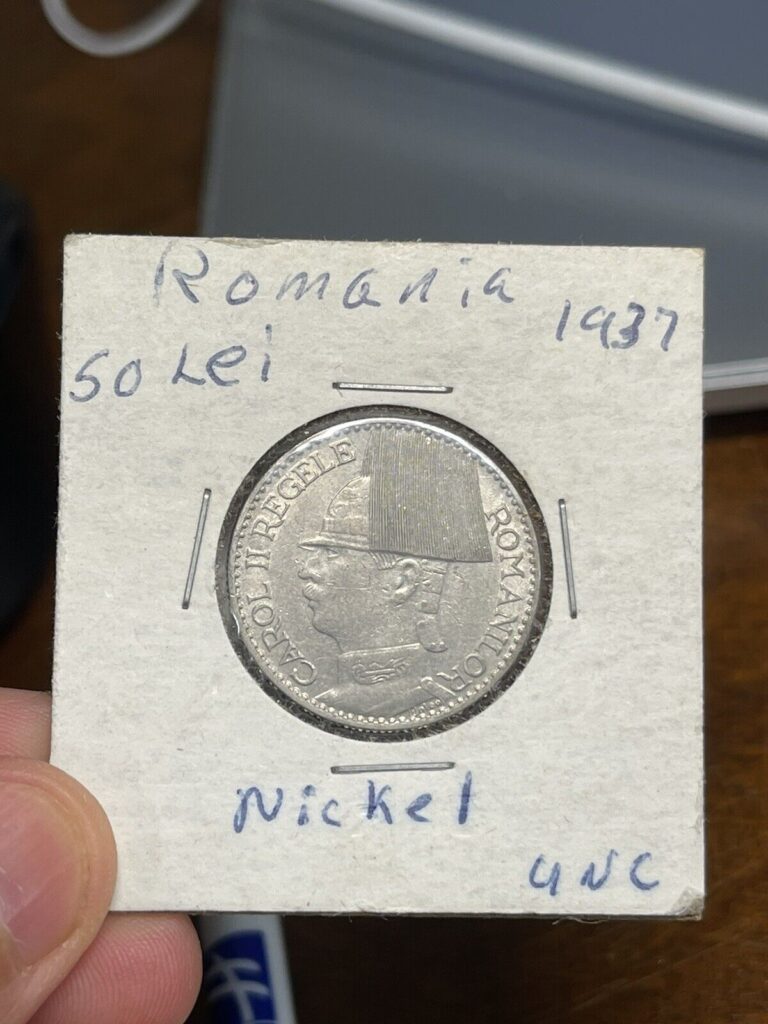 Romania
1937
50 Lei
CAROL II REGELE ROMANILOR
Nickel
UNC